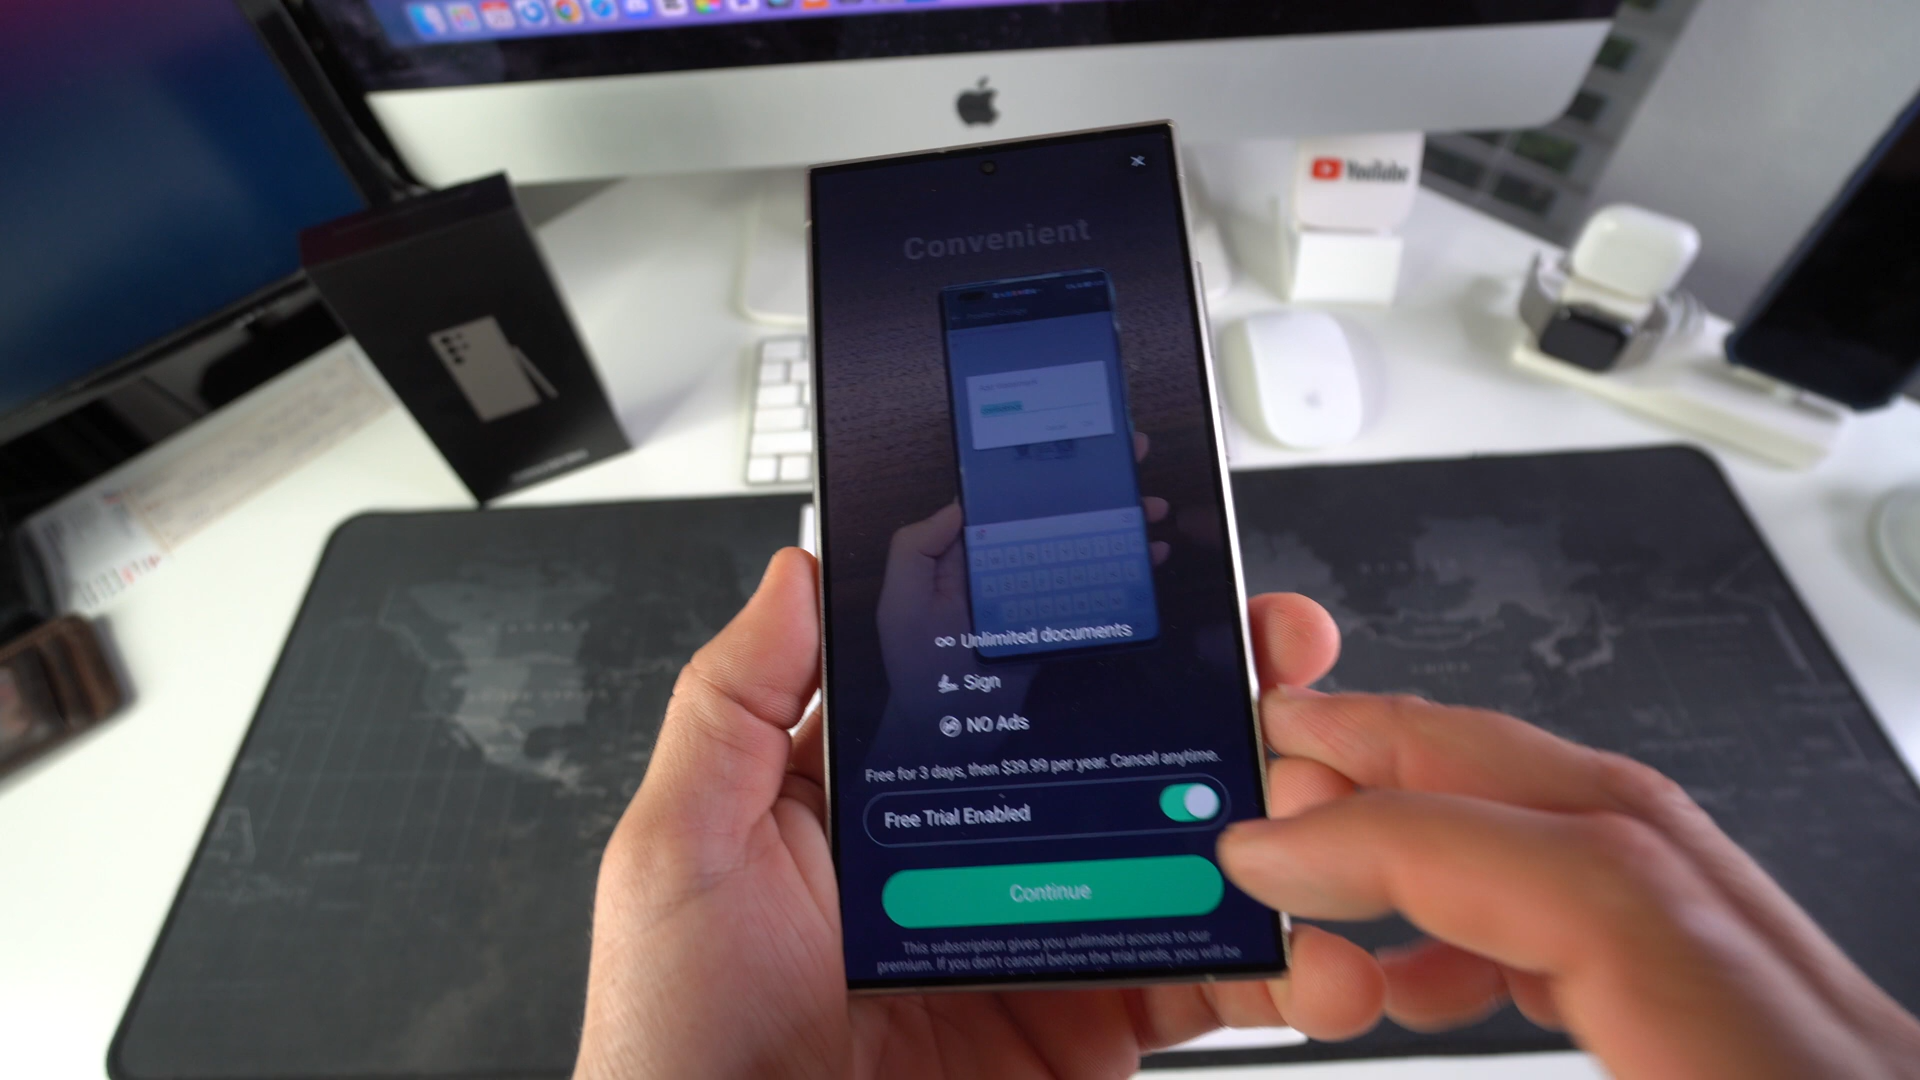 YouTube
Convenient
Unlimited documents
Sign
NO Ads
Free for 3 days, then $39.99 per year. Cancel anytime.
Free Trial Enabled
Continue
This subscription gives you unlimited access to our
premium. If you don't cancel before the trial ends, you will be